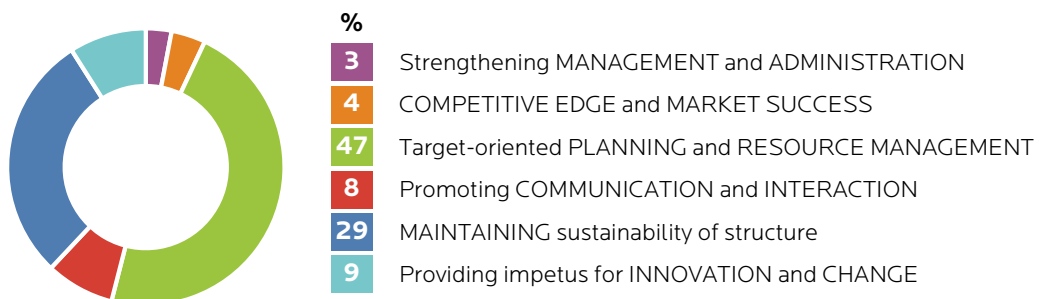 %
3 Strengthening MANAGEMENT and ADMINISTRATION
4 COMPETITIVE EDGE and MARKET SUCCESS
47 Target-oriented PLANNING and RESOURCE MANAGEMENT
8 Promoting COMMUNICATION and INTERACTION
29 MAINTAINING sustainability of structure
9 Providing impetus for INNOVATION and CHANGE